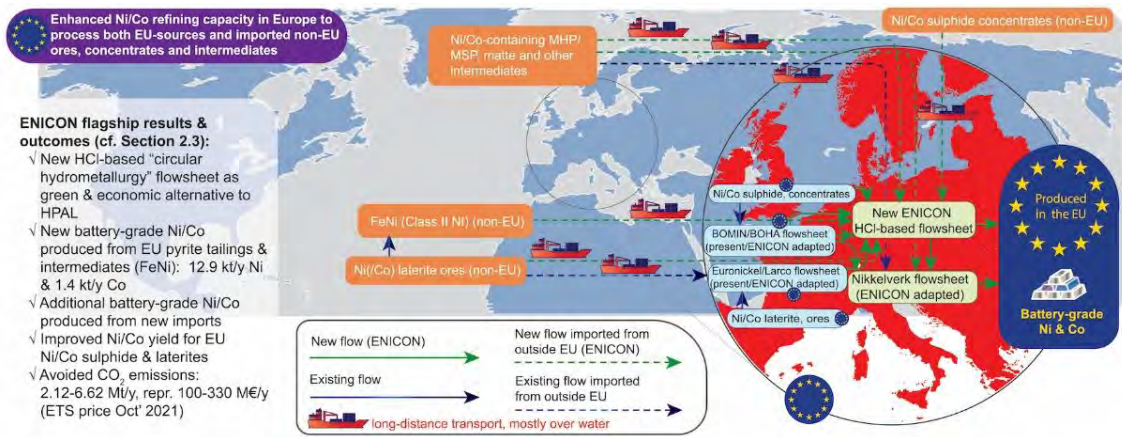 Enhanced Ni/Co refining capacity in Europe to
process both EU-sources and imported non-EU
ores, concentrates and intermediates
Ni/Co sulphide concentrates (non-EU)
Ni/Co-containing MHP/
MSP, matte and other
Intermediates
ENICON flagship results &
outcomes (cf. Section 2.3):
√ New HCl-based "circular
hydrometallurgy" flowsheet as
green & economic alternative to
HPAL
√ New battery-grade Ni/Co
produced from EU pyrite tailings &
intermediates (FeNi): 12.9 kt/y Ni
& 1.4 kt/y Co
√ Additional battery-grade Ni/Co
produced from new imports
√ Improved Ni/Co yield for EU
Ni/Co sulphide & laterites
√ Avoided CO₂ emissions:
2.12-6.62 Mt/y, repr. 100-330 M€/y
(ETS price Oct' 2021)
FeNi (Class II NI) (non-EU)
Ni(/Co) laterite ores (non-EU)
Ni/Co sulphide, concentrates
BOMIN/BOHA flowsheet
(present/ENICON adapted)
Euronickel/Larco flowsheet
(present/ENICON adapted)
Ni/Co laterite, ores
New ENICON
HCl-based flowsheet
Nikkelverk flowsheet
(ENICON adapted)
Produced
in the EU
Battery-grade
Ni & Co
New flow (ENICON)
New flow imported from
outside EU (ENICON)
Existing flow
Existing flow imported
from outside EU
long-distance transport, mostly over water